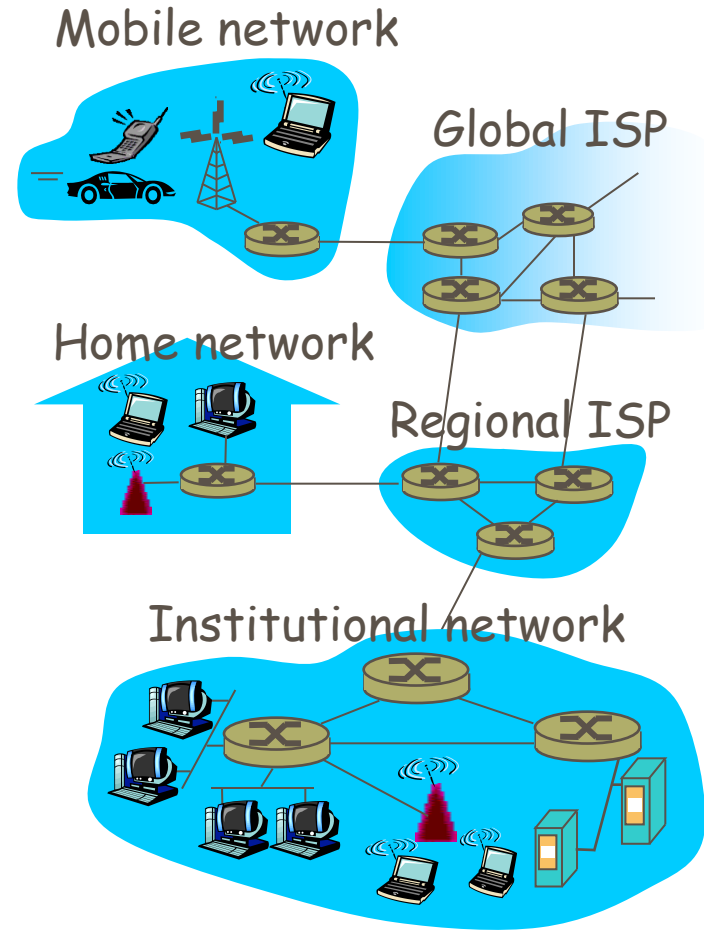 Mobile network
Global ISP
Home network
Regional ISP
Institutional network